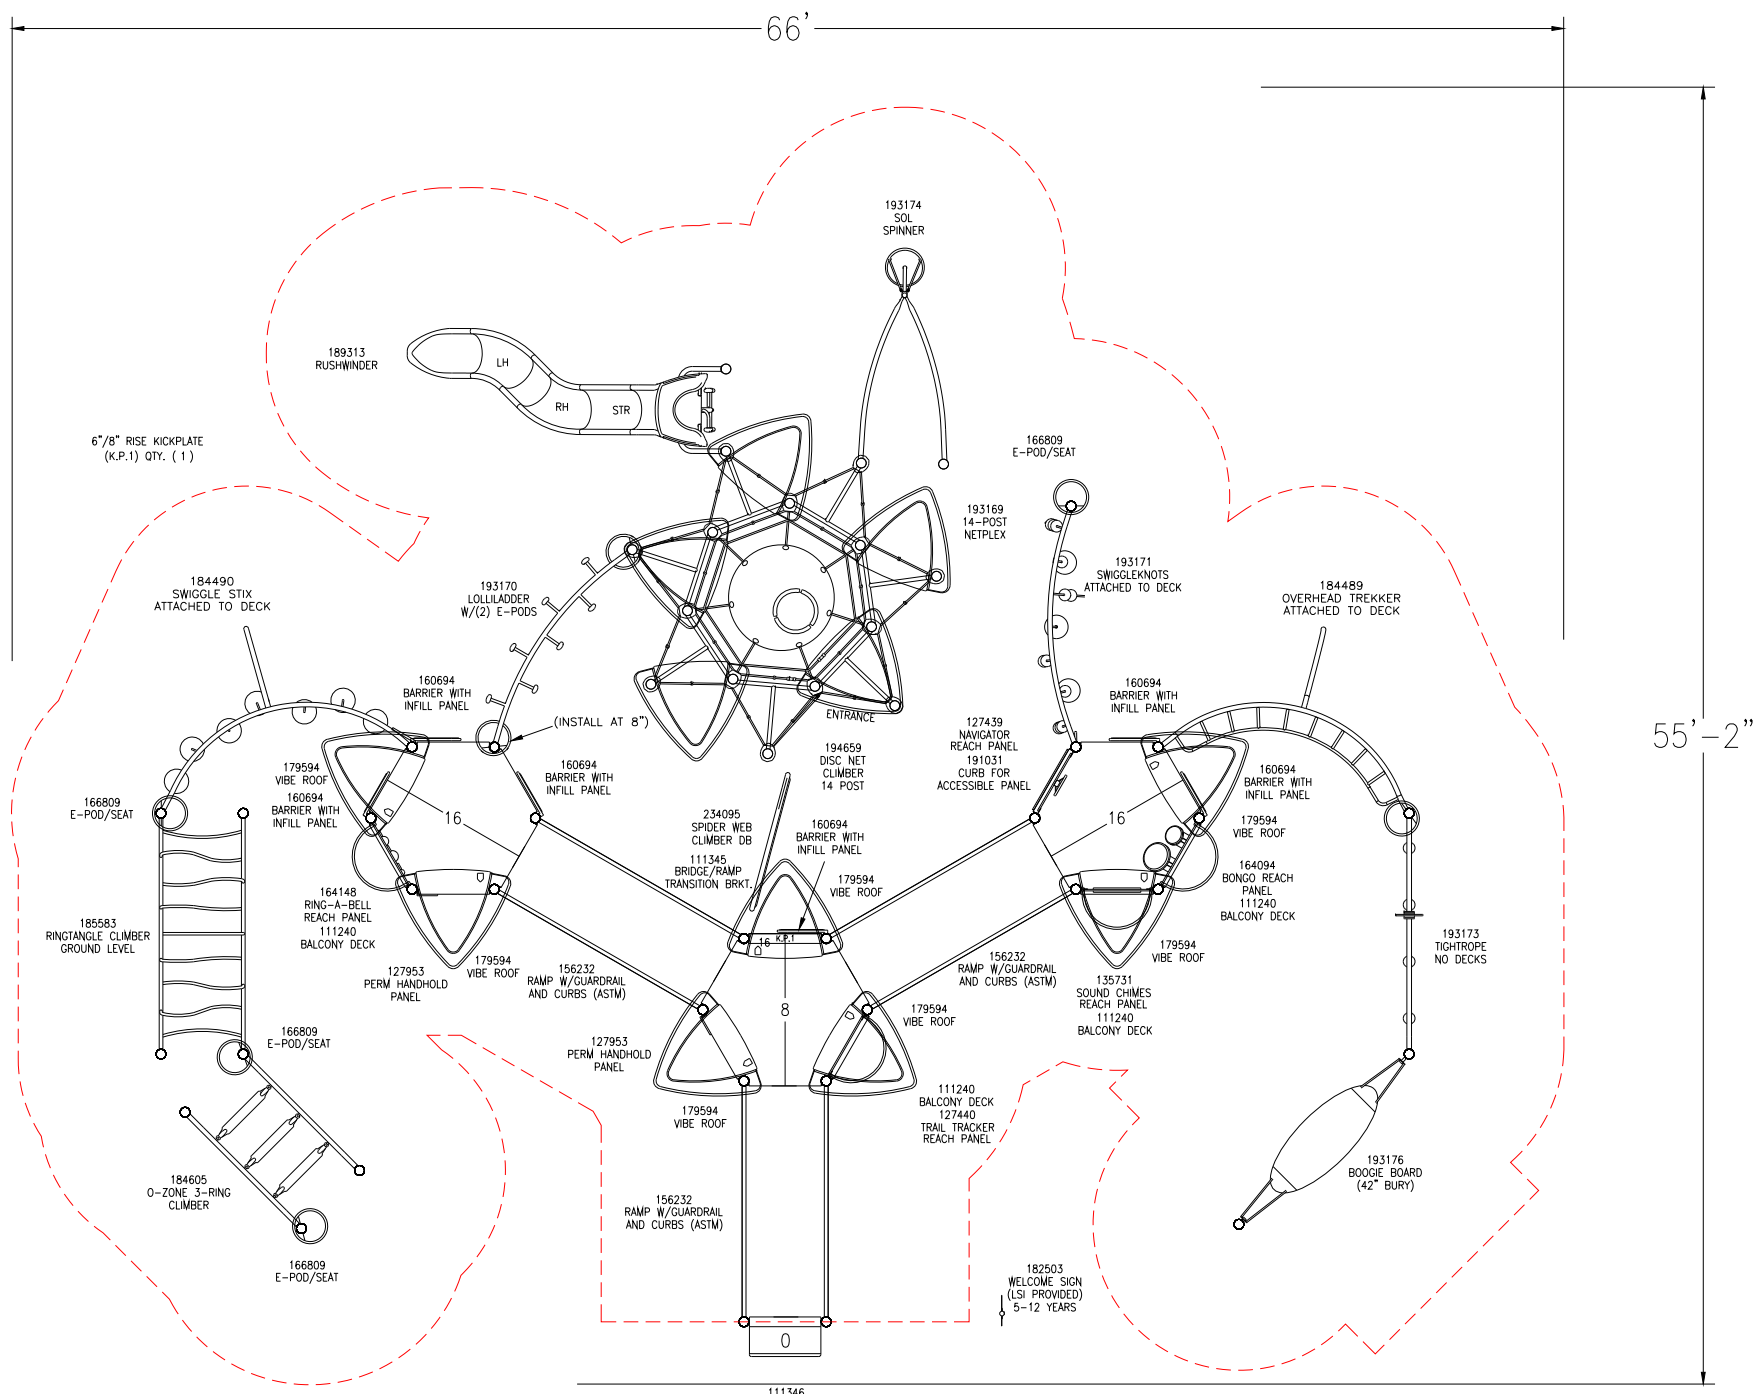 66'
55'-2"
193174
SOL
SPINNER
189313
RUSHWINDER
LH
RH
STR
6"/8" RISE KICKPLATE
(K.P.1) QTY. ( 1 )
166809
E-POD/SEAT
193169
14-POST
NETPLEX
193171
SWIGGLEKNOTS
ATTACHED TO DECK
184490
SWIGGLE STIX
ATTACHED TO DECK
193170
LOLLILADDER
W/(2) E-PODS
184489
OVERHEAD TREKKER
ATTACHED TO DECK
160694
BARRIER WITH
INFILL PANEL
160694
BARRIER WITH
INFILL PANEL
ENTRANCE
(INSTALL AT 8")
127439
NAVIGATOR
REACH PANEL
191031
CURB FOR
ACCESSIBLE PANEL
194659
DISC NET
CLIMBER
14 POST
179594
VIBE ROOF
160694
BARRIER WITH
INFILL PANEL
160694
BARRIER WITH
INFILL PANEL
160694
BARRIER WITH
INFILL PANEL
166809
E-POD/SEAT
16
16
234095
SPIDER WEB
CLIMBER DB
111345
BRIDGE/RAMP
TRANSITION BRKT.
160694
BARRIER WITH
INFILL PANEL
179594
VIBE ROOF
179594
VIBE ROOF
164094
BONGO REACH
PANEL
111240
BALCONY DECK
164148
RING-A-BELL
REACH PANEL
111240
BALCONY DECK
185583
RINGTANGLE CLIMBER
GROUND LEVEL
16
K.P.1
193173
TIGHTROPE
NO DECKS
179594
VIBE ROOF
179594
VIBE ROOF
127953
PERM HANDHOLD
PANEL
156232
RAMP W/GUARDRAIL
AND CURBS (ASTM)
156232
RAMP W/GUARDRAIL
AND CURBS (ASTM)
135731
SOUND CHIMES
REACH PANEL
111240
BALCONY DECK
8
179594
VIBE ROOF
166809
E-POD/SEAT
127953
PERM HANDHOLD
PANEL
179594
VIBE ROOF
111240
BALCONY DECK
127440
TRAIL TRACKER
REACH PANEL
184605
O-ZONE 3-RING
CLIMBER
193176
BOOGIE BOARD
(42" BURY)
156232
RAMP W/GUARDRAIL
AND CURBS (ASTM)
166809
E-POD/SEAT
182503
WELCOME SIGN
(LSI PROVIDED)
5-12 YEARS
0
111346